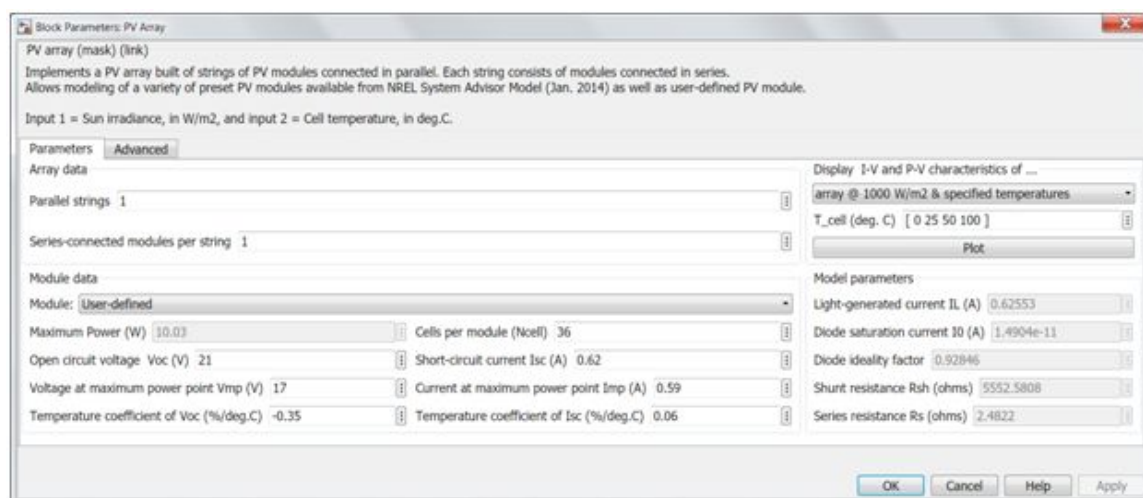 Block Parameters: PV Array
PV array (mask) (link)
Implements a PV array built of strings of PV modules connected in parallel. Each string consists of modules connected in series.
Allows modeling of a variety of preset PV modules available from NREL System Advisor Model (Jan. 2014) as well as user-defined PV module.
Input 1 = Sun irradiance, in W/m2, and input 2 = Cell temperature, in deg.C.
Parameters Advanced
Array data
Parallel strings 1
Series-connected modules per string 1
Display I-V and P-V characteristics of ...
array @ 1000 W/m2 & specified temperatures
T_cell (deg. C) [ 0 25 50 100 ]
Plot
Module data
Module: User-defined
Maximum Power (W) 10.03 Cells per module (Ncell) 36
Open circuit voltage Voc (V) 21 Short-circuit current Isc (A) 0.62
Voltage at maximum power point Vmp (V) 17 Current at maximum power point Imp (A) 0.59
Temperature coefficient of Voc (%/deg.C) -0.35 Temperature coefficient of Isc (%/deg.C) 0.06
Model parameters
Light-generated current IL (A) 0.62553
Diode saturation current I0 (A) 1.4904e-11
Diode ideality factor 0.92846
Shunt resistance Rsh (ohms) 5552.5808
Series resistance Rs (ohms) 2.4822
OK Cancel Help Apply